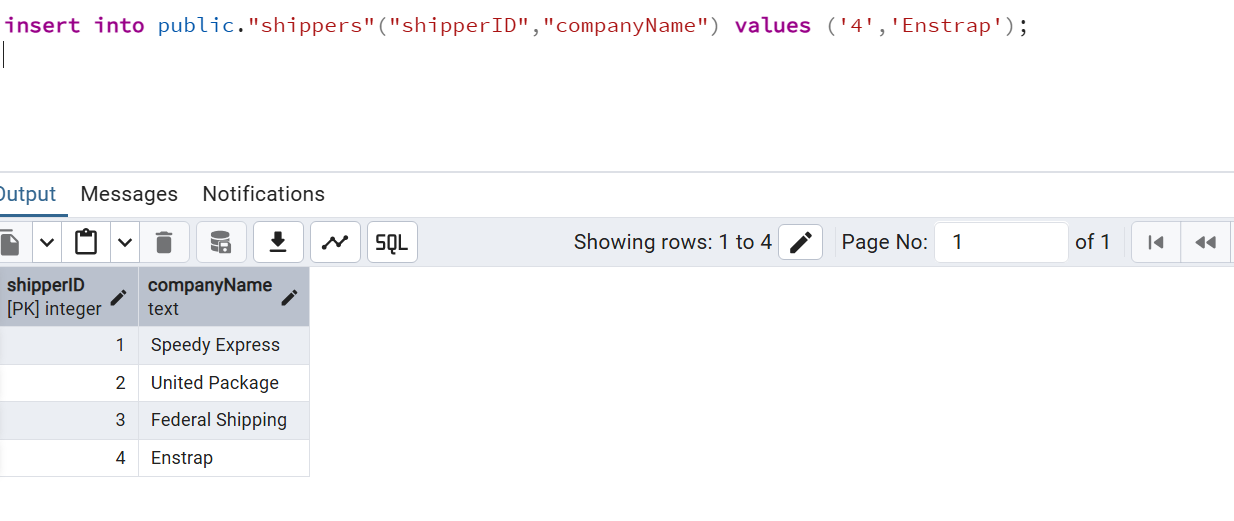 insert into public."shippers"("shipperID","companyName") values ('4','Enstrap');
Output Messages Notifications
SQL Showing rows: 1 to 4 Page No: 1 of 1
shipperID companyName
[PK] integer text
1 Speedy Express
2 United Package
3 Federal Shipping
4 Enstrap